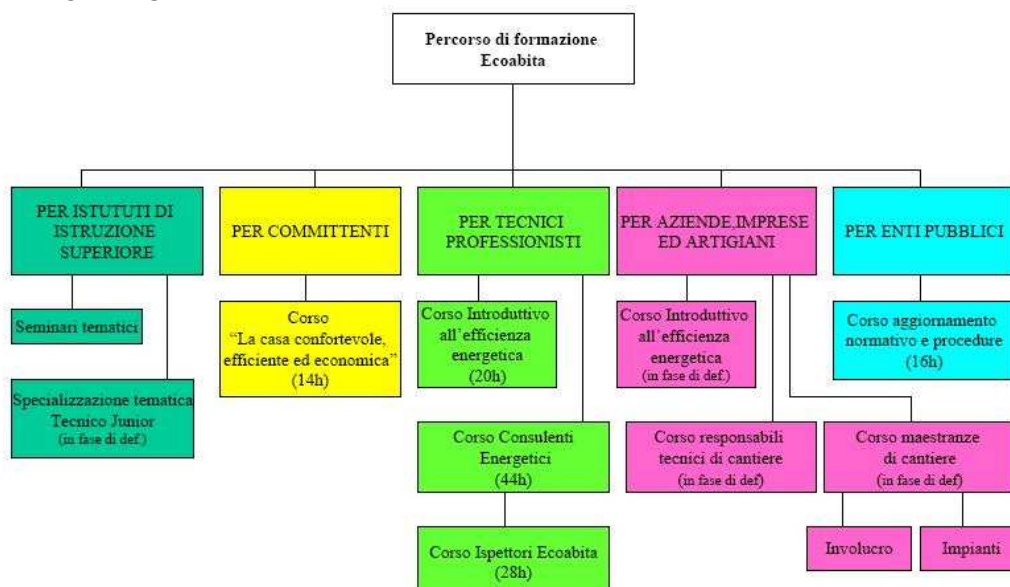 Percorso di formazione
Ecoabita
PER ISTUTUTI DI
ISTRUZIONE
SUPERIORE
PER COMMITTENTI
PER TECNICI
PROFESSIONISTI
PER AZIENDE,IMPRESE
ED ARTIGIANI
PER ENTI PUBBLICI
Seminari tematici
Corso
“La casa confortevole,
efficiente ed economica”
(14h)
Corso Introduttivo
all’efficienza
energetica
(20h)
Corso Introduttivo
all’efficienza
energetica
(in fase di def.)
Corso aggiornamento
normativo e procedure
(16h)
Specializzazione tematica
Tecnico Junior
(in fase di def.)
Corso Consulenti
Energetici
(44h)
Corso responsabili
tecnici di cantiere
(in fase di def)
Corso maestranze
di cantiere
(in fase di def)
Corso Ispettori Ecoabita
(28h)
Involucro
Impianti